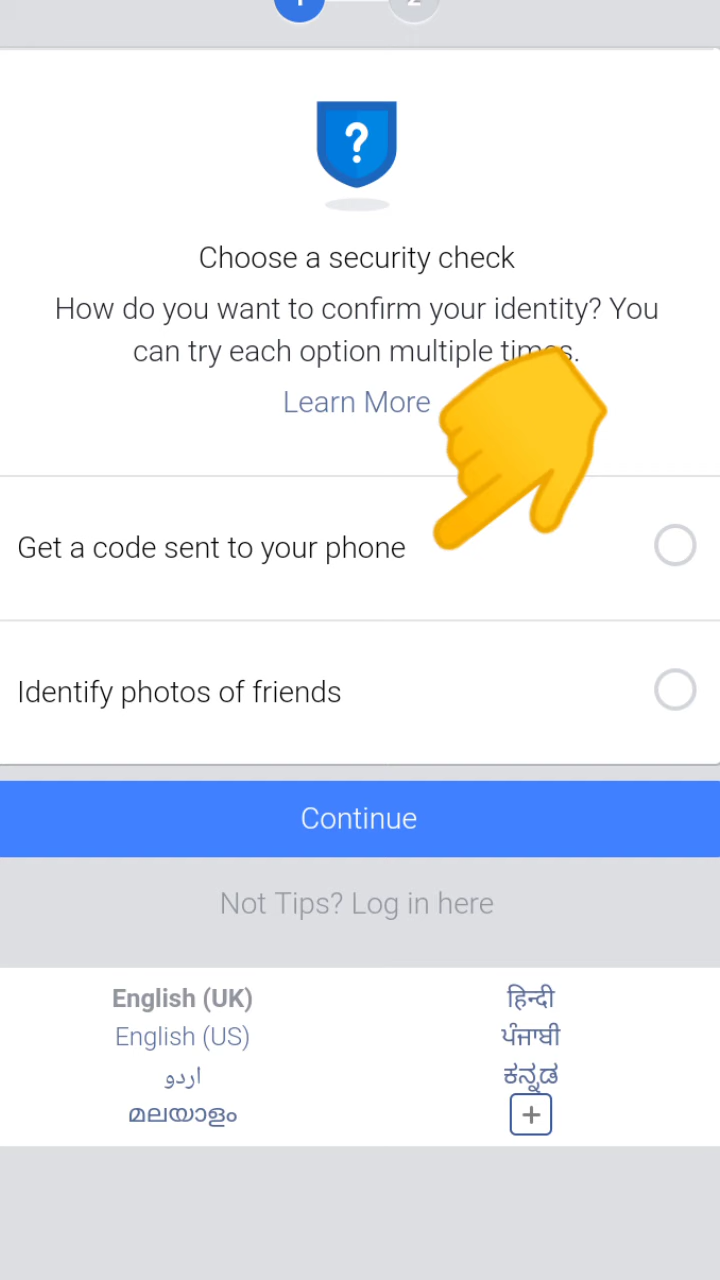 1 2
?
Choose a security check
How do you want to confirm your identity? You
can try each option multiple times.
Learn More
Get a code sent to your phone
Identify photos of friends
Continue
Not Tips? Log in here
English (UK) हिन्दी
English (US) ਪੰਜਾਬੀ
اردو ಕನ್ನಡ
മലയാളം +